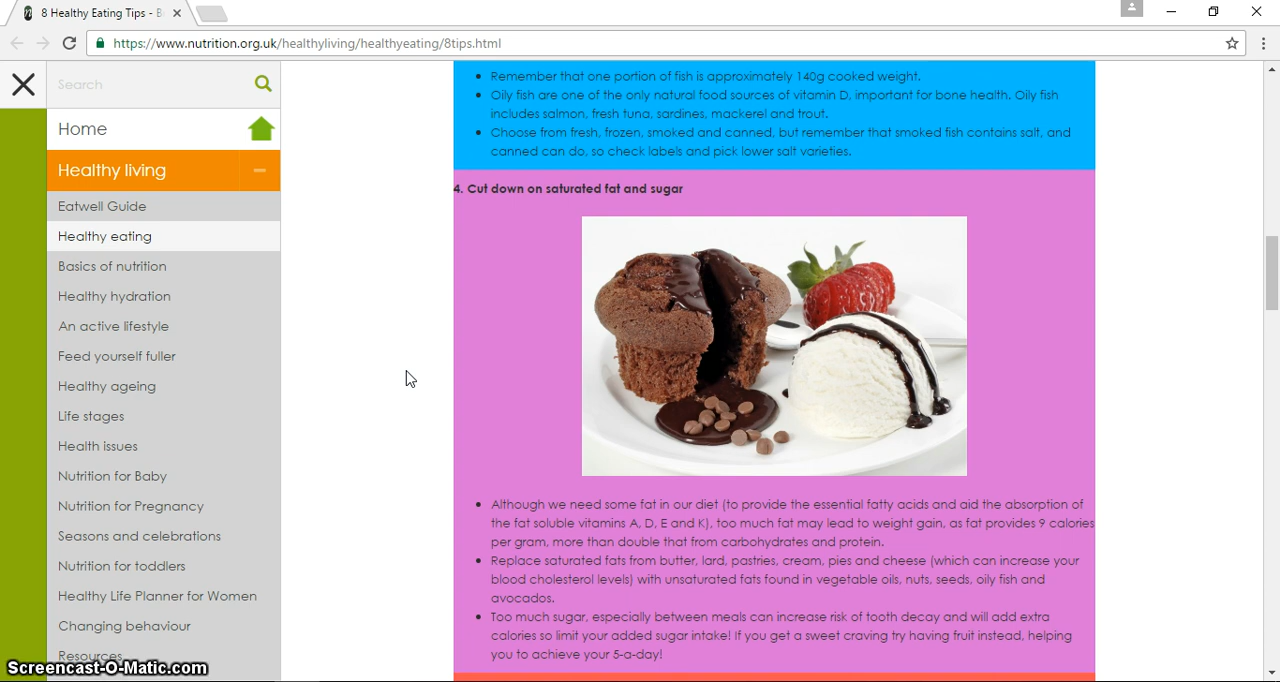 8 Healthy Eating Tips - B
https://www.nutrition.org.uk/healthyliving/healthyeating/8tips.html
Search
Home
Healthy living
Eatwell Guide
Healthy eating
Basics of nutrition
Healthy hydration
An active lifestyle
Feed yourself fuller
Healthy ageing
Life stages
Health issues
Nutrition for Baby
Nutrition for Pregnancy
Seasons and celebrations
Nutrition for toddlers
Healthy Life Planner for Women
Changing behaviour
Resources
Remember that one portion of fish is approximately 140g cooked weight.
Oily fish are one of the only natural food sources of vitamin D, important for bone health. Oily fish
includes salmon, fresh tuna, sardines, mackerel and trout.
Choose from fresh, frozen, smoked and canned, but remember that smoked fish contains salt, and
canned can do, so check labels and pick lower salt varieties.
4. Cut down on saturated fat and sugar
Although we need some fat in our diet (to provide the essential fatty acids and aid the absorption of
the fat soluble vitamins A, D, E and K), too much fat may lead to weight gain, as fat provides 9 calories
per gram, more than double that from carbohydrates and protein.
Replace saturated fats from butter, lard, pastries, cream, pies and cheese (which can increase your
blood cholesterol levels) with unsaturated fats found in vegetable oils, nuts, seeds, oily fish and
avocados.
Too much sugar, especially between meals can increase risk of tooth decay and will add extra
calories so limit your added sugar intake! If you get a sweet craving try having fruit instead, helping
you to achieve your 5-a-day!
Screencast-O-Matic.com